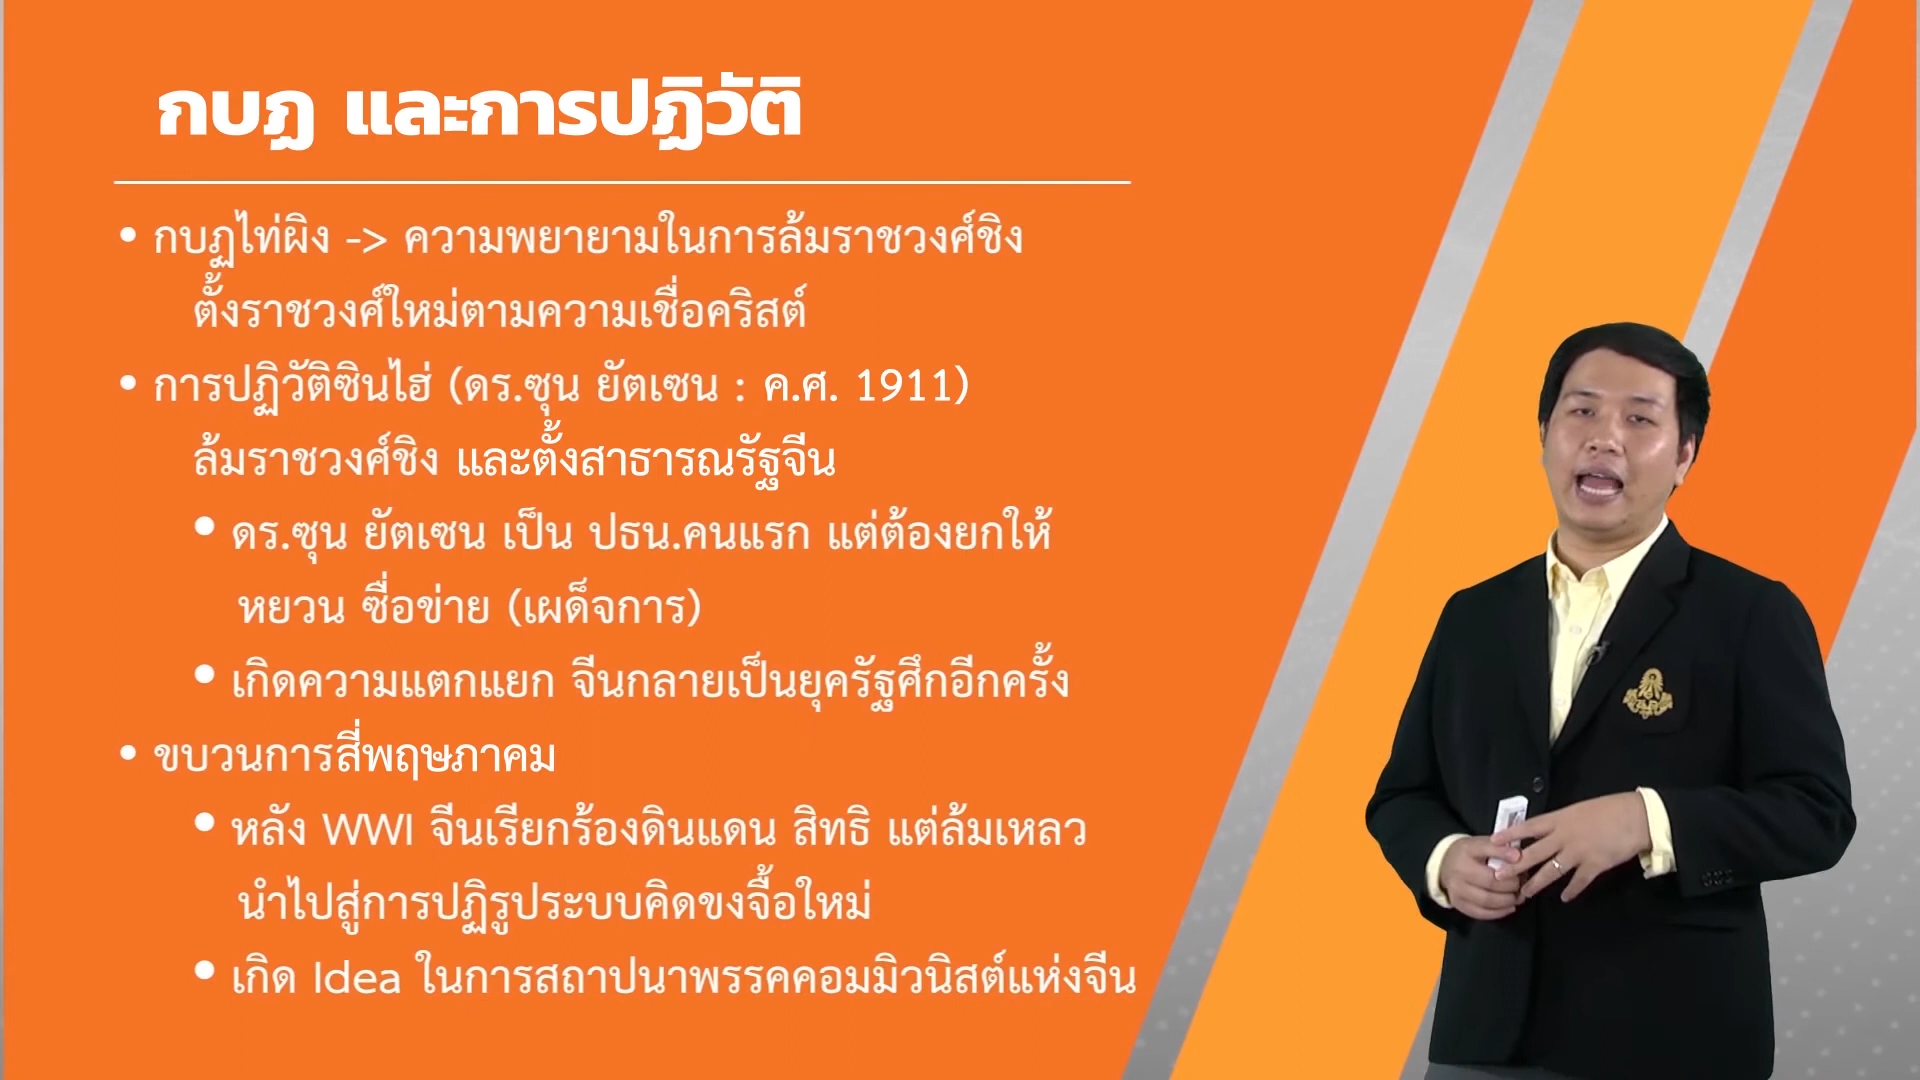 กบฏ และการปฏิวัติ
• กบฏไท่ผิง -> ความพยายามในการล้มราชวงศ์ชิง
ตั้งราชวงศ์ใหม่ตามความเชื่อคริสต์
• การปฏิวัติซินไฮ่ (ดร.ซุน ยัตเซน : ค.ศ. 1911)
ล้มราชวงศ์ชิง และตั้งสาธารณรัฐจีน
• ดร.ซุน ยัตเซน เป็น ปธน.คนแรก แต่ต้องยกให้
หยวน ซื่อข่าย (เผด็จการ)
• เกิดความแตกแยก จีนกลายเป็นยุครัฐศึกอีกครั้ง
• ขบวนการสี่พฤษภาคม
• หลัง WWI จีนเรียกร้องดินแดน สิทธิ แต่ล้มเหลว
นำไปสู่การปฏิรูประบบคิดขงจื้อใหม่
• เกิด Idea ในการสถาปนาพรรคคอมมิวนิสต์แห่งจีน